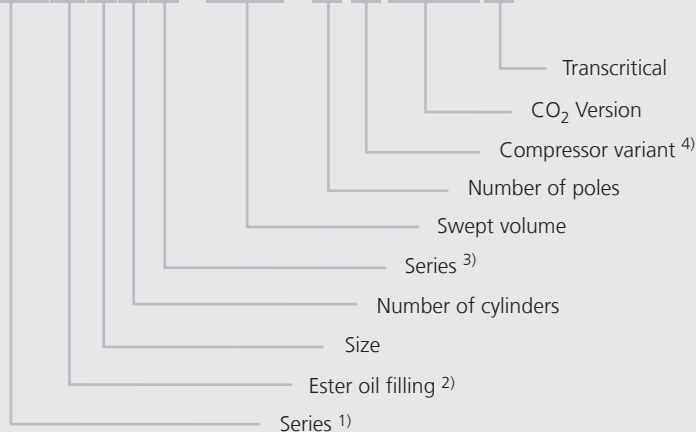 Transcritical
CO₂ Version
Compressor variant ⁴⁾
Number of poles
Swept volume
Series ³⁾
Number of cylinders
Size
Ester oil filling ²⁾
Series ¹⁾